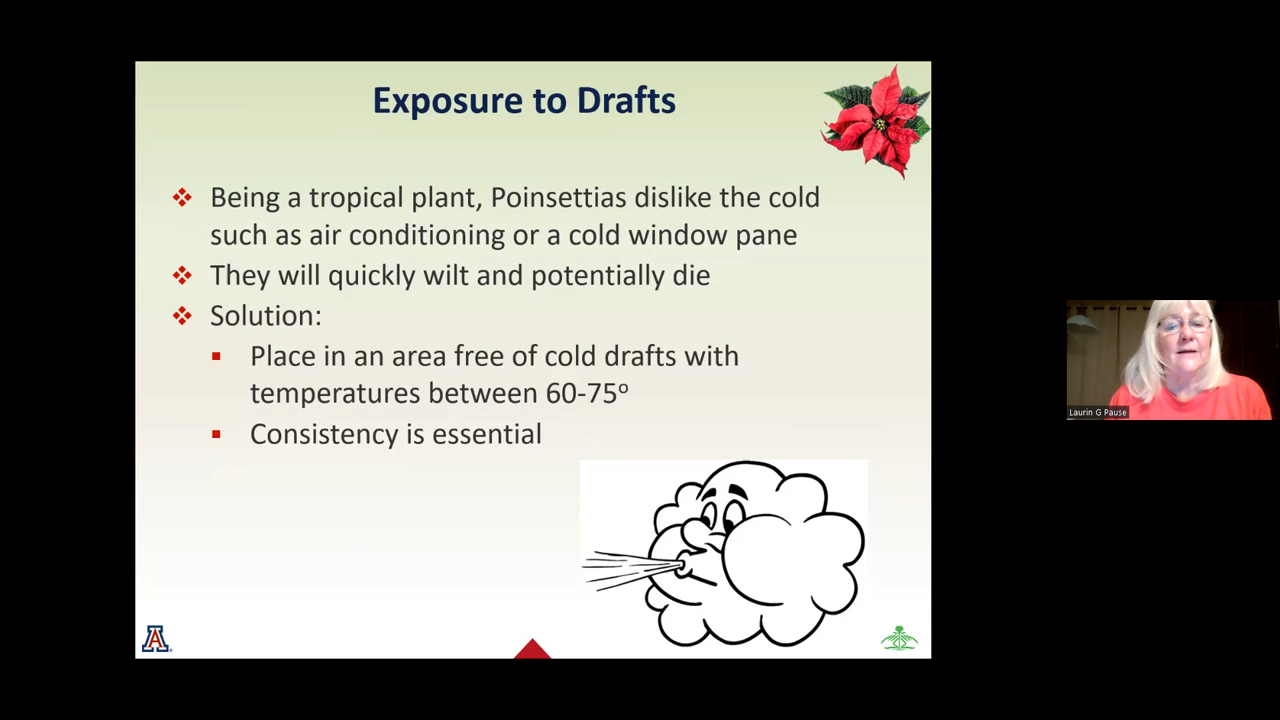 Exposure to Drafts
Being a tropical plant, Poinsettias dislike the cold
such as air conditioning or a cold window pane
They will quickly wilt and potentially die
Solution:
Place in an area free of cold drafts with
temperatures between 60-75º
Consistency is essential
A
Laurin G Pause